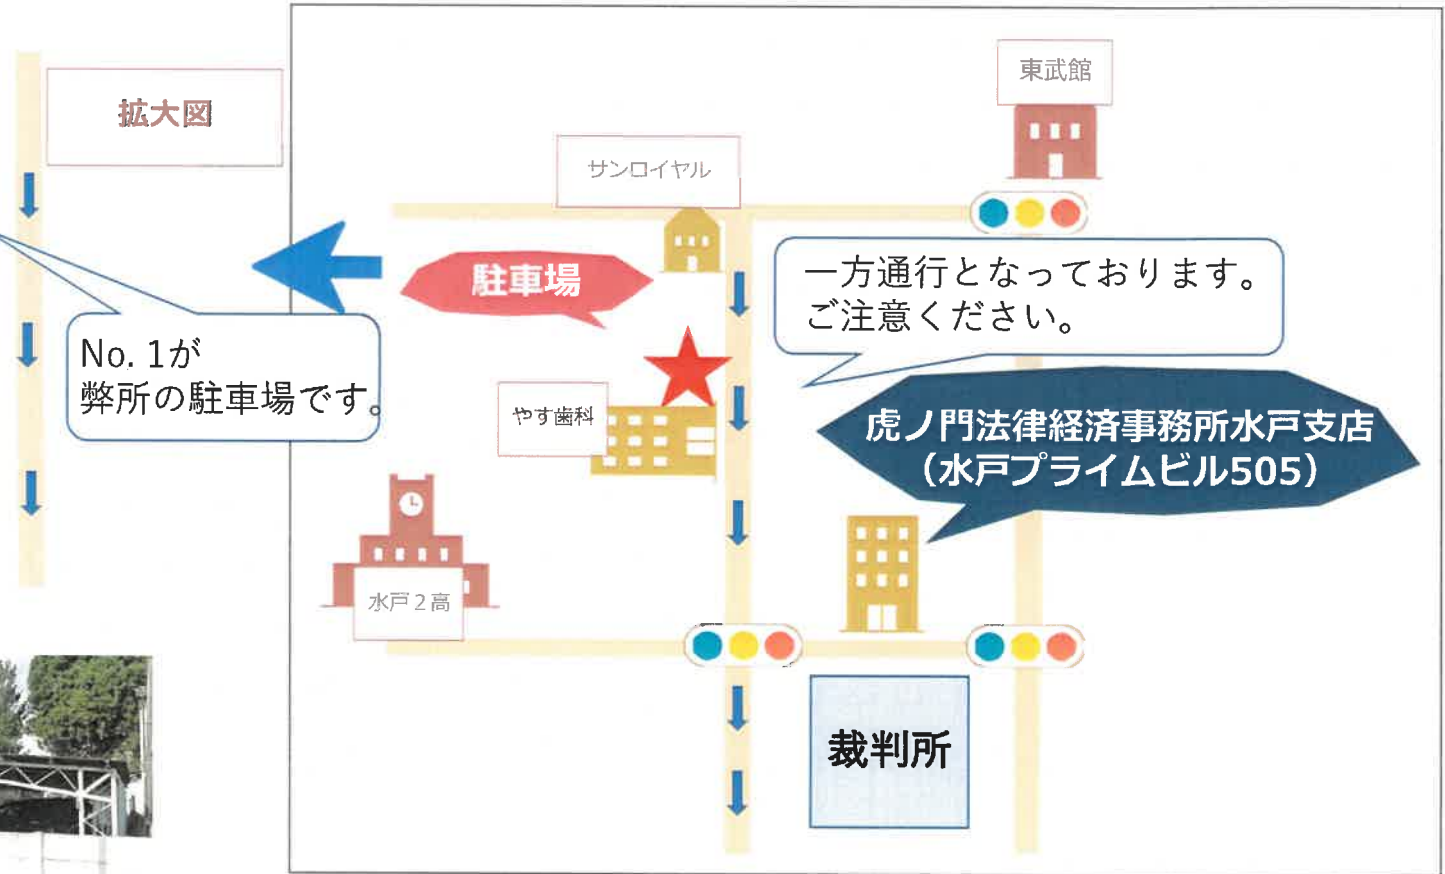 拡大図
No. 1が
弊所の駐車場です。
東武館
サンロイヤル
駐車場
一方通行となっております。
ご注意ください。
やす歯科
虎ノ門法律経済事務所水戸支店
（水戸プライムビル505）
水戸２高
裁判所